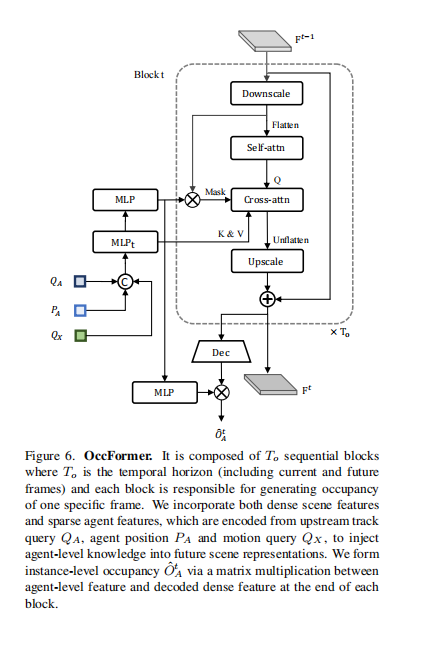 F^{t-1}
Block t
Downscale
Flatten
Self-attn
Q
MLP
Mask
Cross-attn
K & V
MLP_t
Unflatten
Upscale
Q_A
C
P_A
Q_X
× T_o
Dec
MLP
F^t
Ô_A^t
Figure 6. OccFormer. It is composed of T_o sequential blocks
where T_o is the temporal horizon (including current and future
frames) and each block is responsible for generating occupancy
of one specific frame. We incorporate both dense scene features
and sparse agent features, which are encoded from upstream track
query Q_A, agent position P_A and motion query Q_X, to inject
agent-level knowledge into future scene representations. We form
instance-level occupancy Ô_A^t via a matrix multiplication between
agent-level feature and decoded dense feature at the end of each
block.